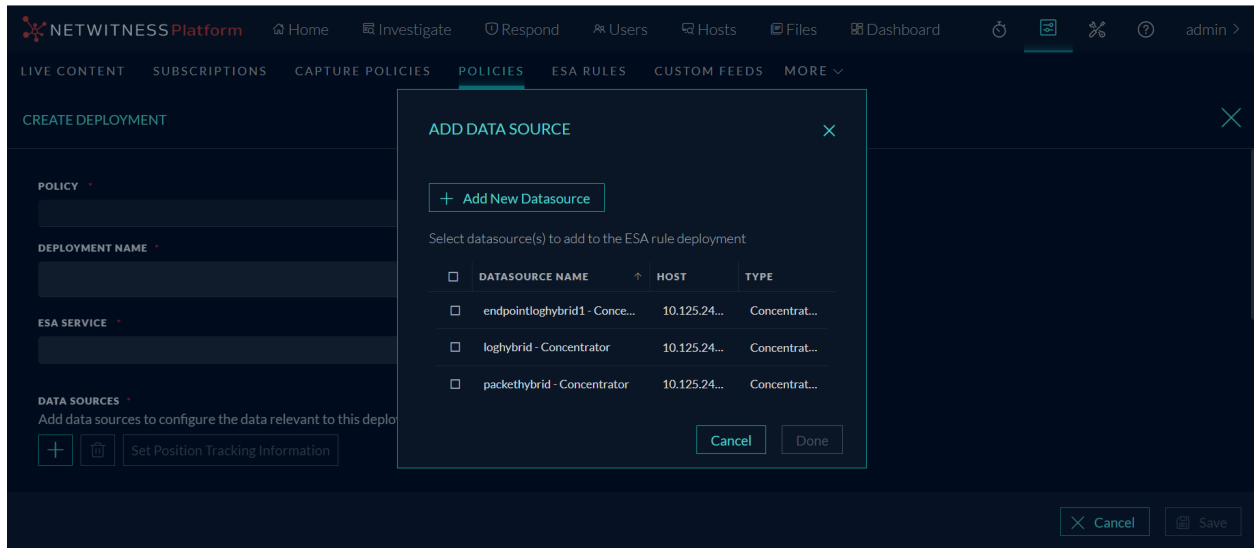 NETWITNESS Platform Home Investigate Respond Users Hosts Files Dashboard admin >
LIVE CONTENT SUBSCRIPTIONS CAPTURE POLICIES POLICIES ESA RULES CUSTOM FEEDS MORE
CREATE DEPLOYMENT
POLICY *
DEPLOYMENT NAME *
ESA SERVICE *
DATA SOURCES *
Add data sources to configure the data relevant to this deplo
Set Position Tracking Information
ADD DATA SOURCE
+ Add New Datasource
Select datasource(s) to add to the ESA rule deployment
DATASOURCE NAME ↑ HOST TYPE
endpointloghybrid1 - Conce... 10.125.24... Concentrat...
loghybrid - Concentrator 10.125.24... Concentrat...
packethybrid - Concentrator 10.125.24... Concentrat...
Cancel Done
Cancel Save